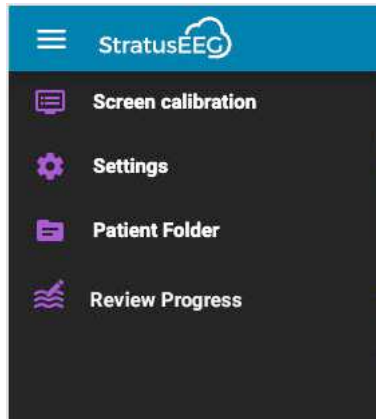 StratusEEG
Screen calibration
Settings
Patient Folder
Review Progress